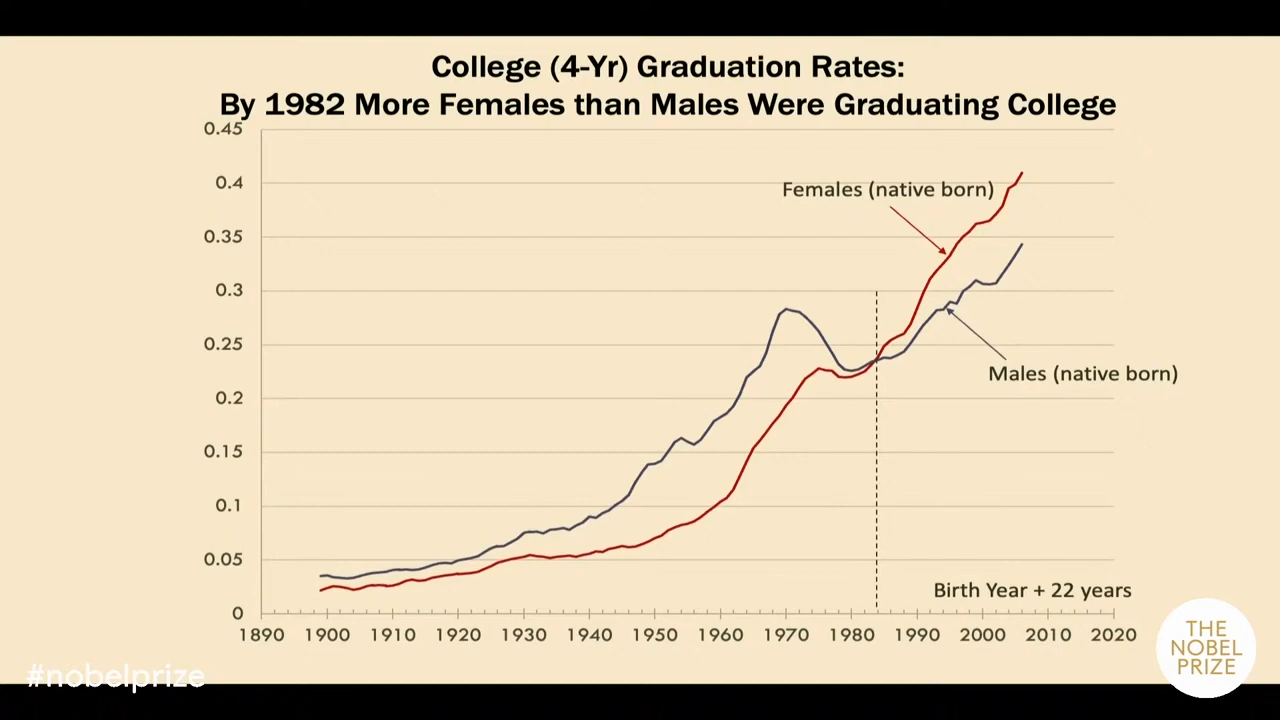 College (4-Yr) Graduation Rates:
By 1982 More Females than Males Were Graduating College
0.45
0.4
0.35
0.3
0.25
0.2
0.15
0.1
0.05
0
Females (native born)
Males (native born)
Birth Year + 22 years
1890 1900 1910 1920 1930 1940 1950 1960 1970 1980 1990 2000 2010 2020
#nobelprize
THE
NOBEL
PRIZE